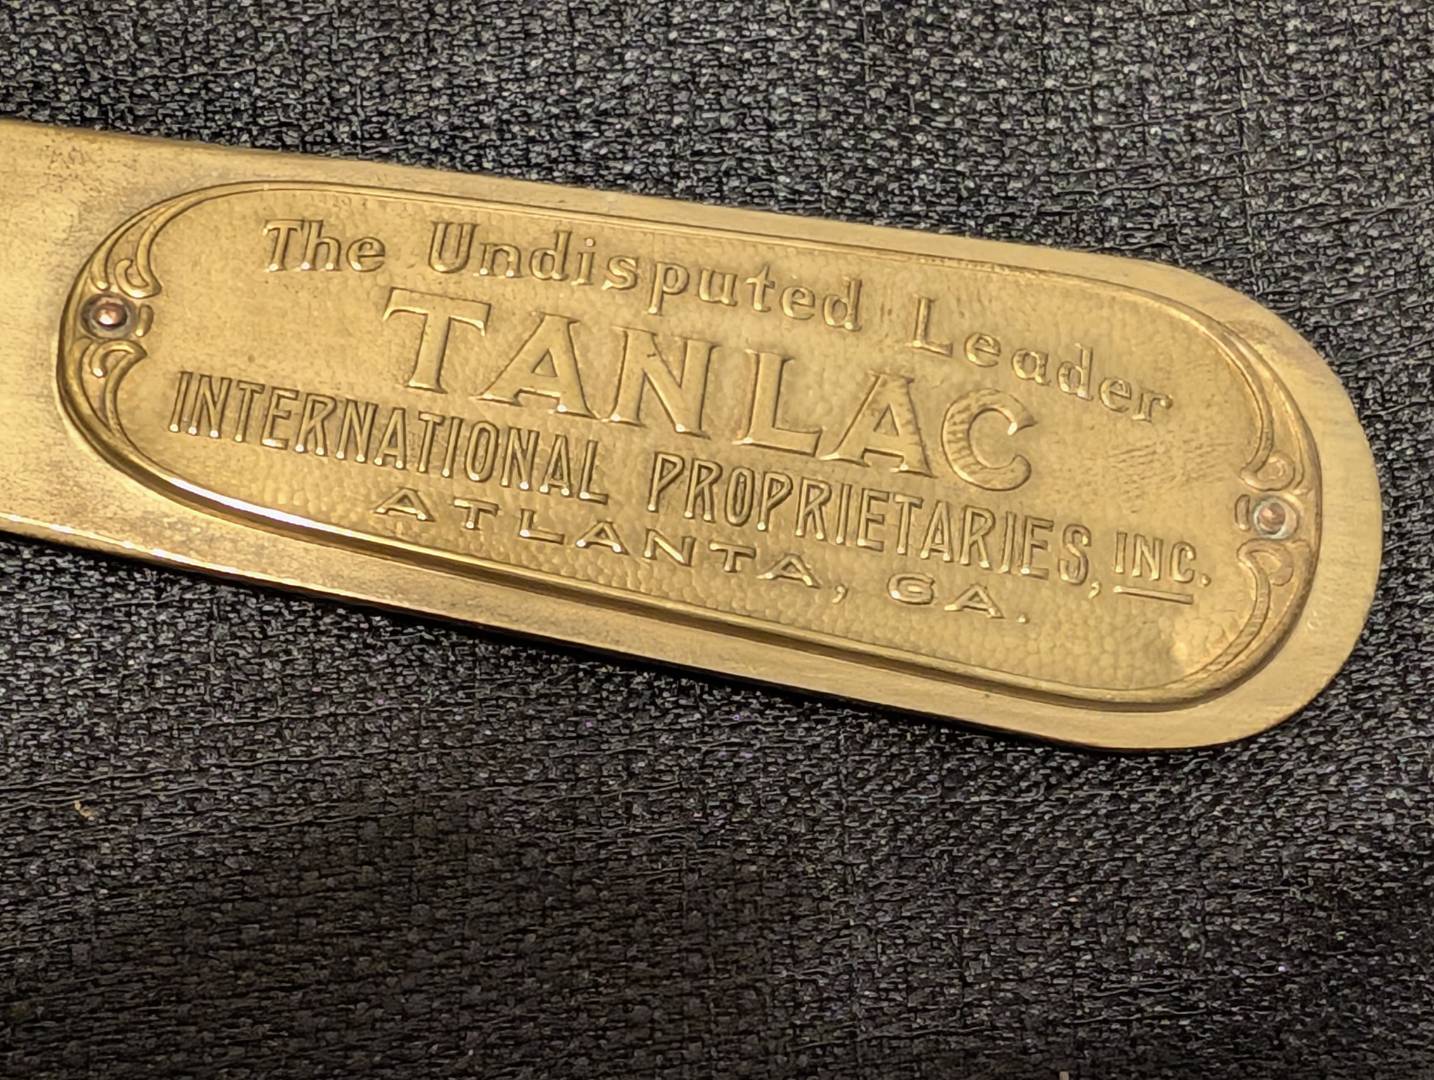 The Undisputed Leader
TANLAC
INTERNATIONAL PROPRIETARIES, INC.
ATLANTA, GA.